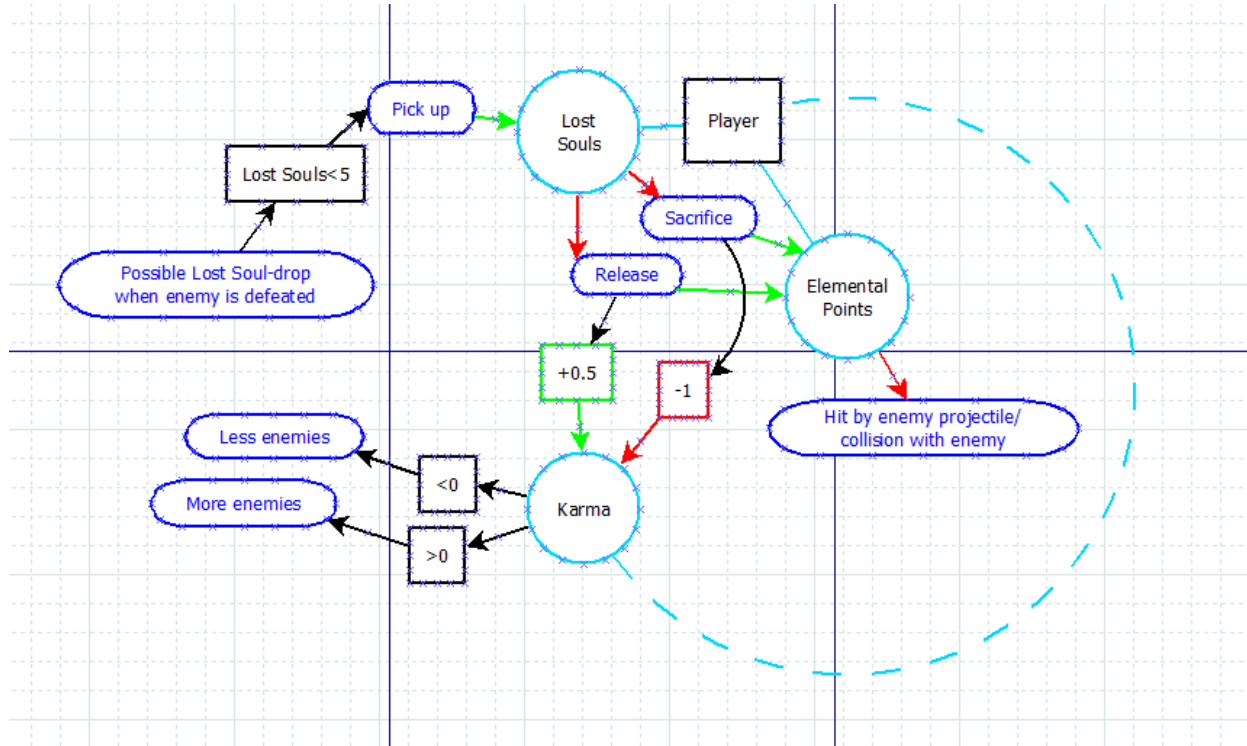 Pick up
Lost
Souls
Player
Lost Souls<5
Sacrifice
Possible Lost Soul-drop
when enemy is defeated
Release
Elemental
Points
+0.5
-1
Hit by enemy projectile/
collision with enemy
Less enemies
<0
More enemies
Karma
>0